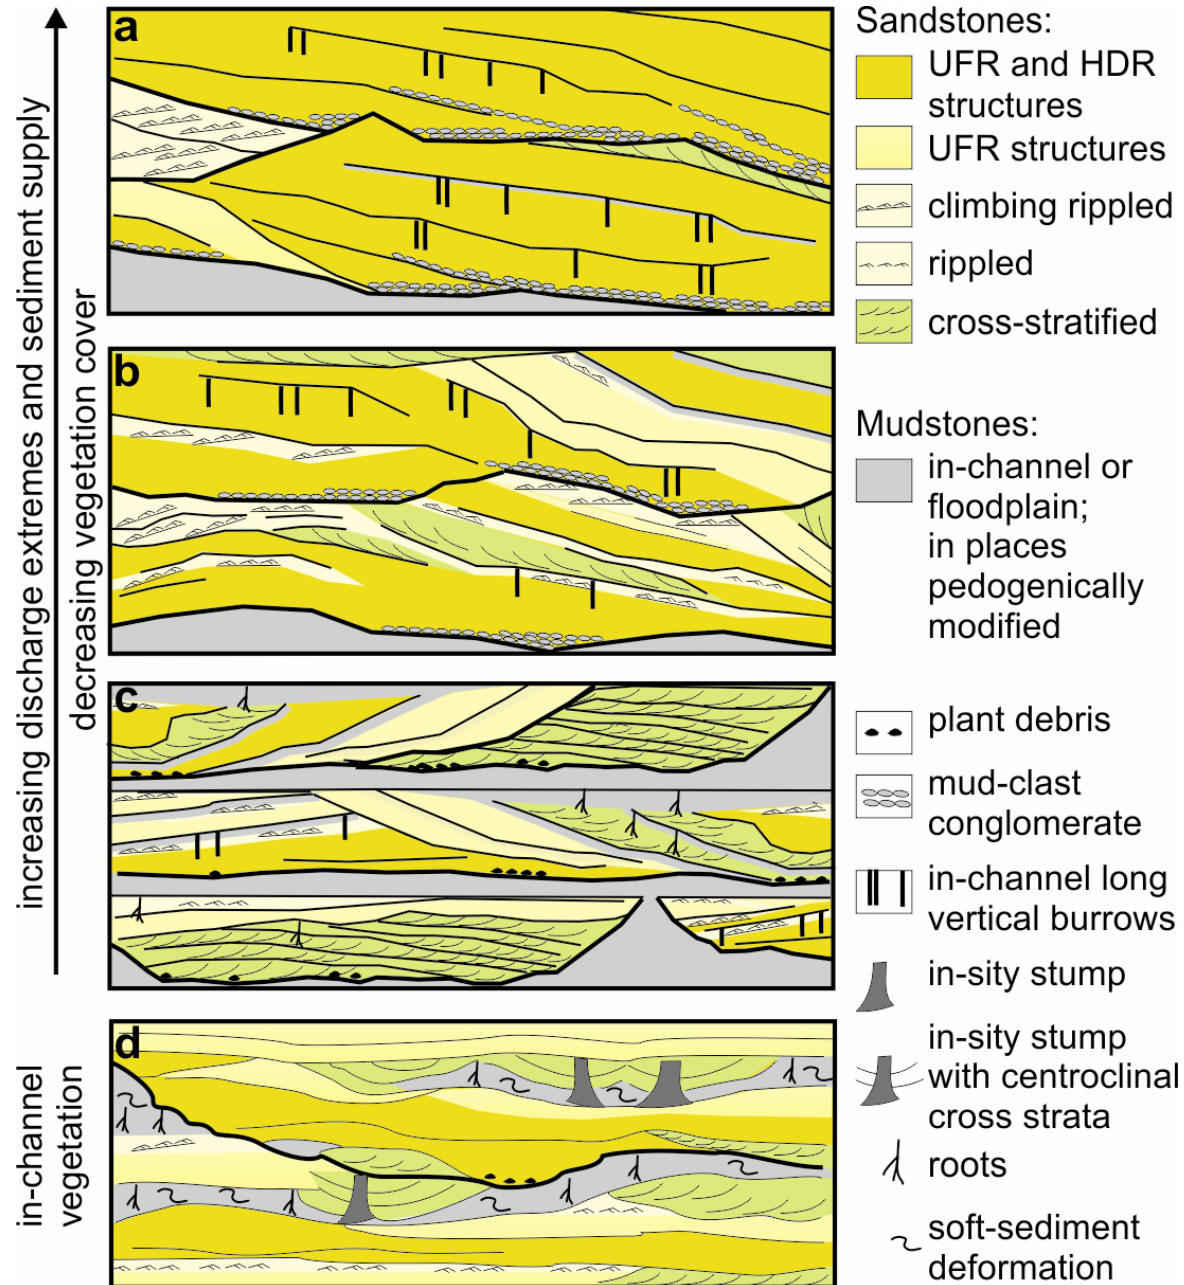 increasing discharge extremes and sediment supply
decreasing vegetation cover
in-channel
vegetation
a
b
c
d
Sandstones:
UFR and HDR
structures
UFR structures
climbing rippled
rippled
cross-stratified
Mudstones:
in-channel or
floodplain;
in places
pedogenically
modified
plant debris
mud-clast
conglomerate
in-channel long
vertical burrows
in-sity stump
in-sity stump
with centroclinal
cross strata
roots
soft-sediment
deformation